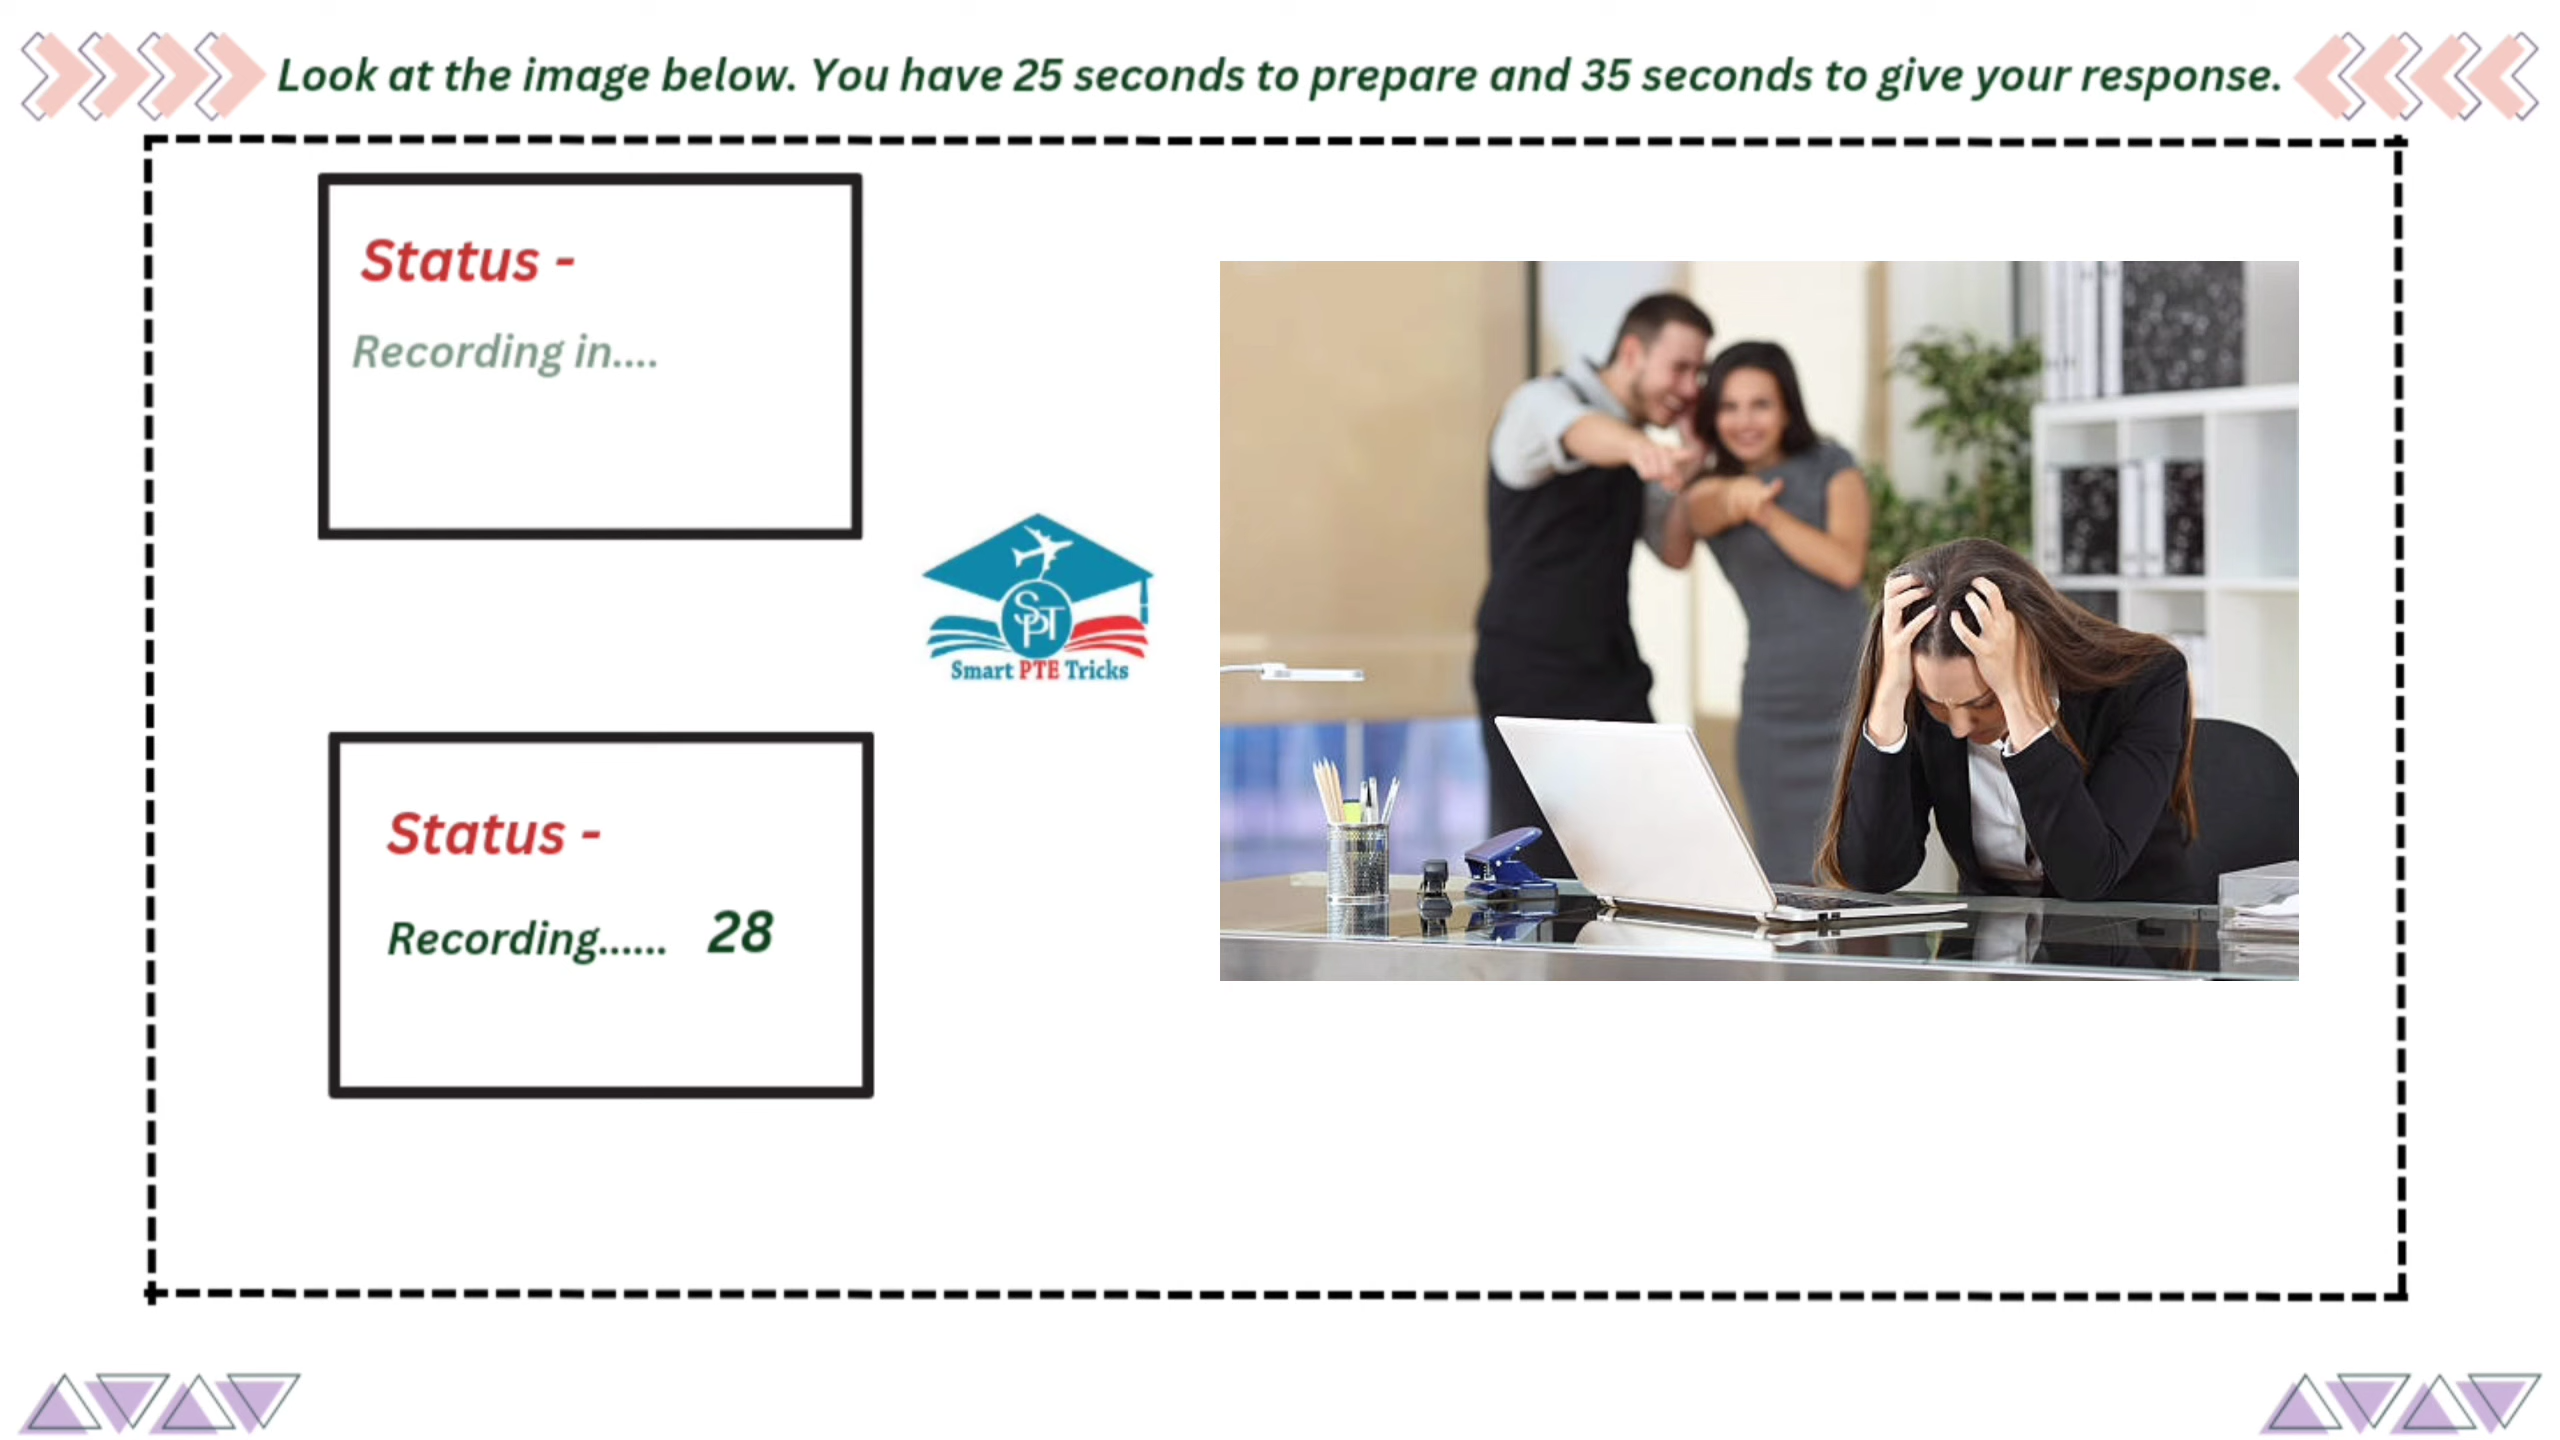 Look at the image below. You have 25 seconds to prepare and 35 seconds to give your response.
Status -
Recording in....
SPT
Smart PTE Tricks
Status -
Recording...... 28